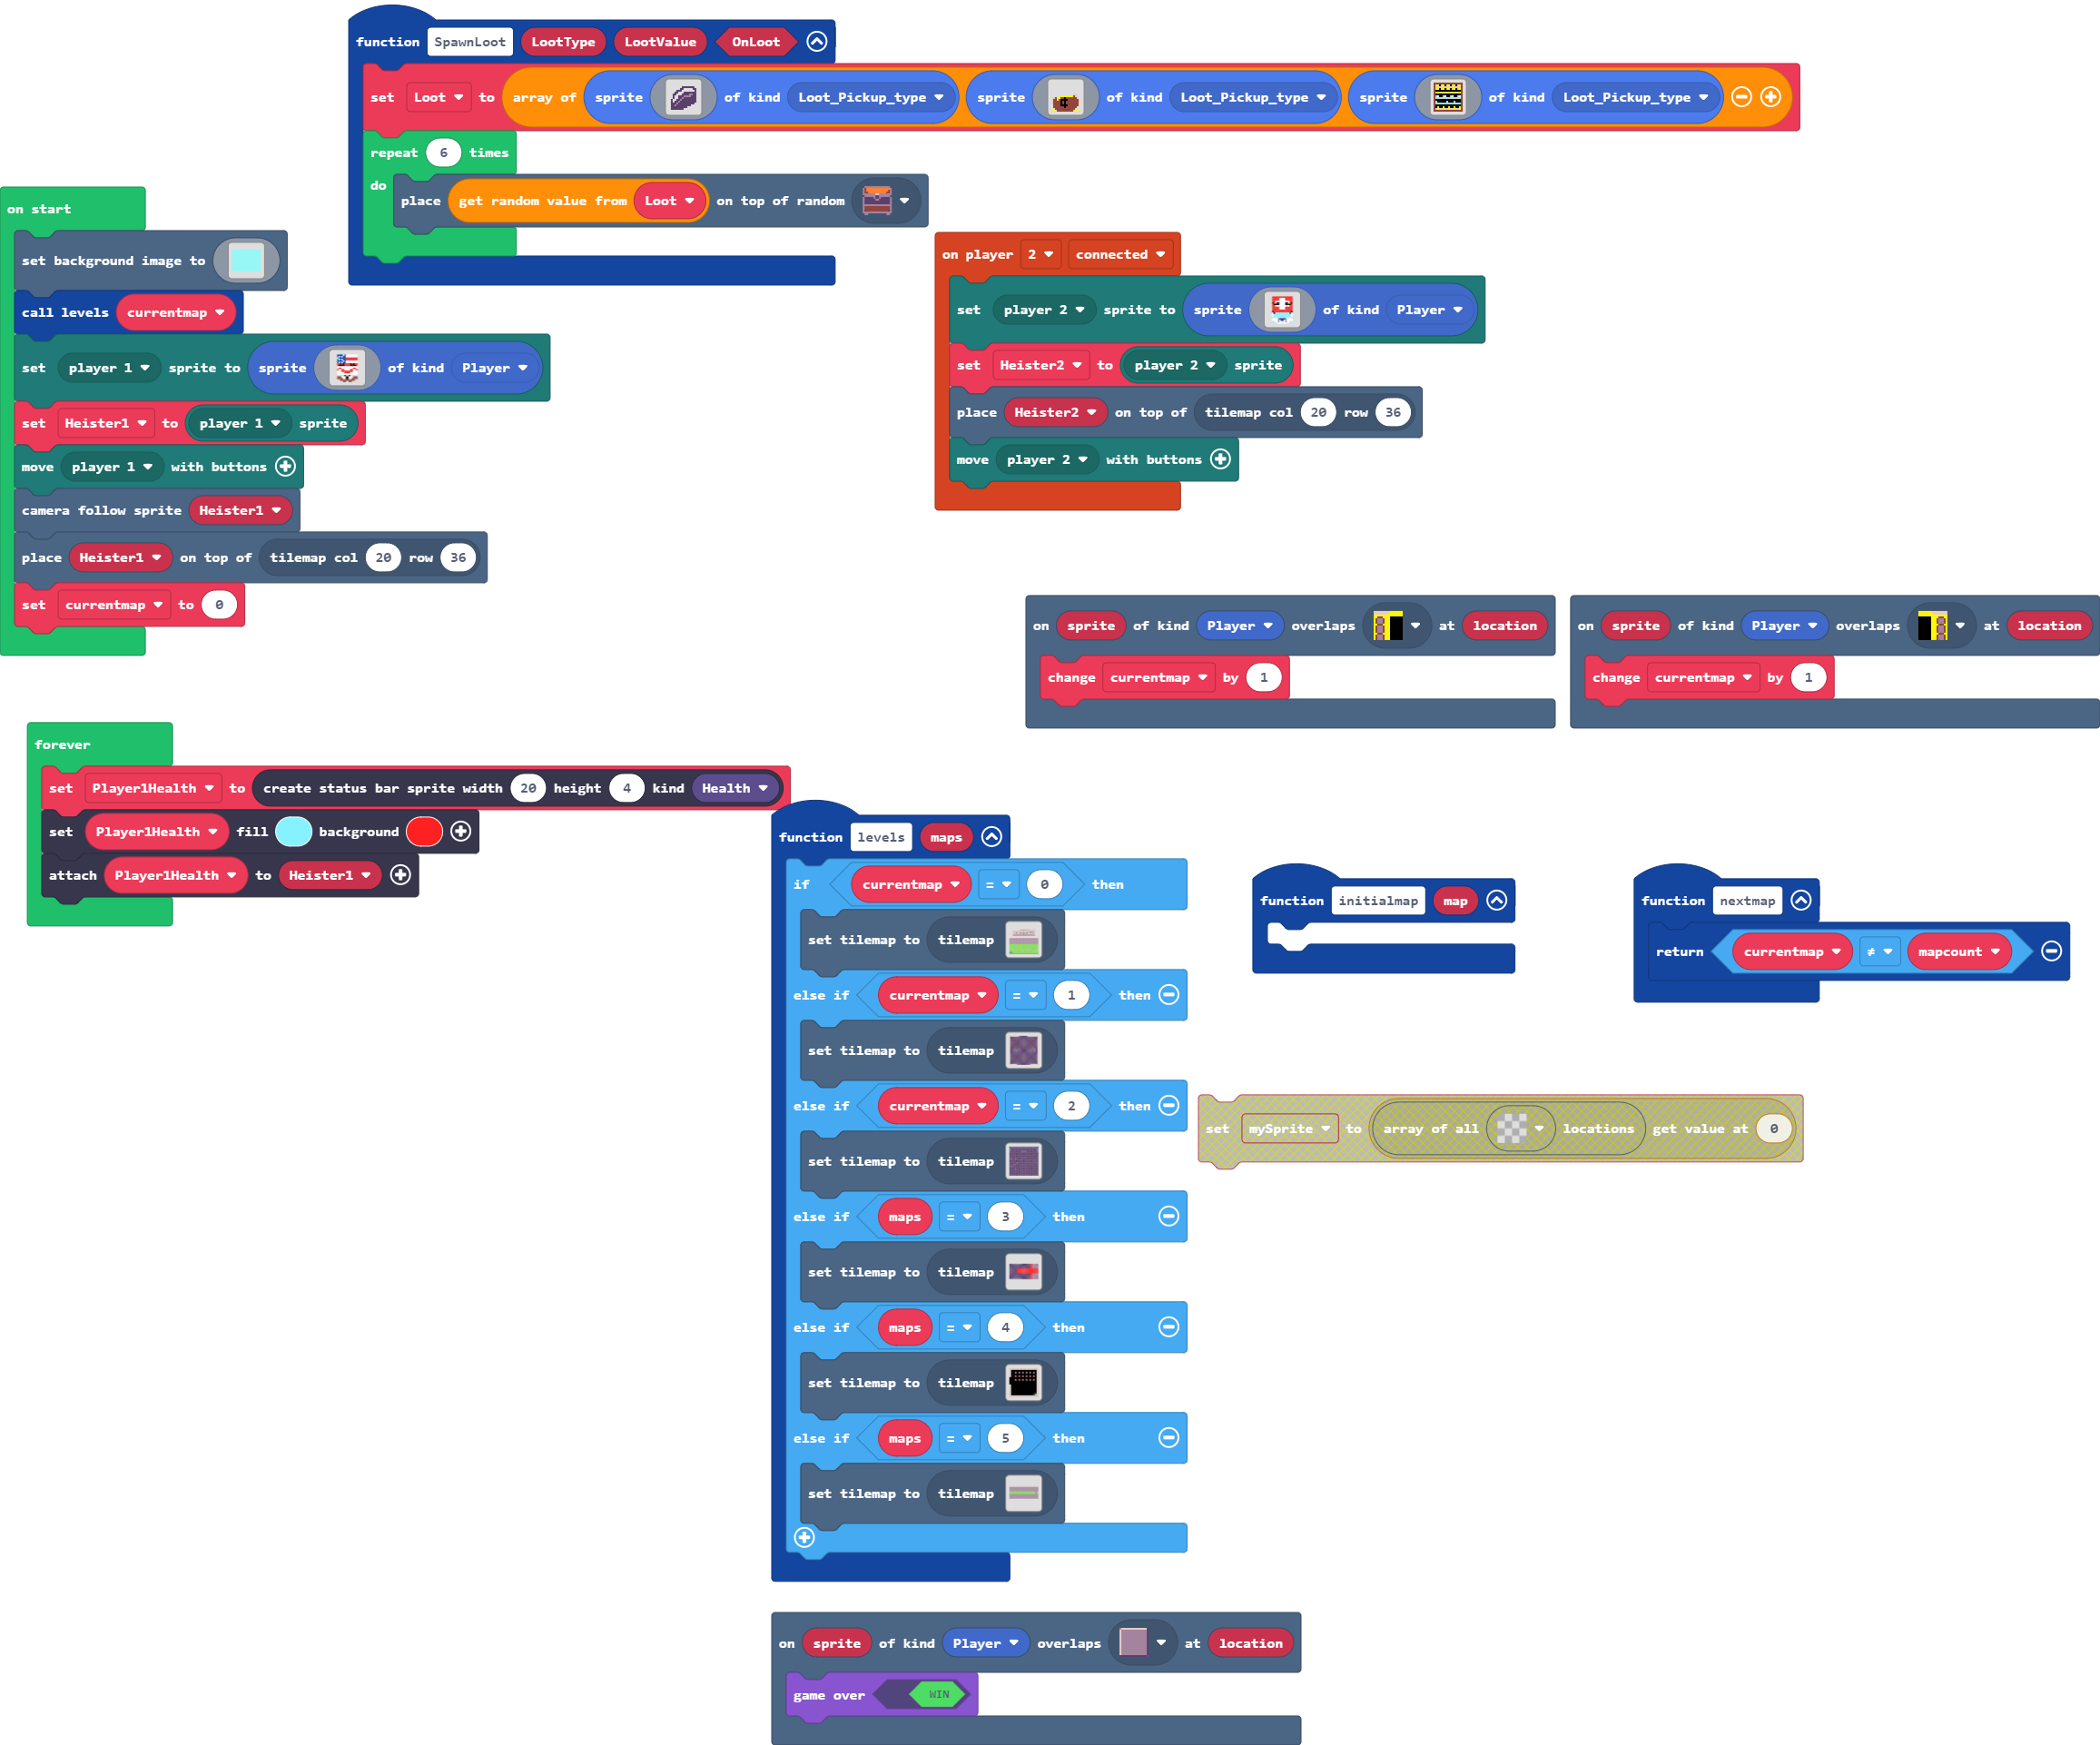 function SpawnLoot LootType LootValue OnLoot
set Loot to array of sprite of kind Loot_Pickup_type sprite of kind Loot_Pickup_type sprite of kind Loot_Pickup_type
repeat 6 times
do place get random value from Loot on top of random
on start
set background image to
call levels currentmap
set player 1 sprite to sprite of kind Player
set Heister1 to player 1 sprite
move player 1 with buttons
camera follow sprite Heister1
place Heister1 on top of tilemap col 20 row 36
set currentmap to 0
on player 2 connected
set player 2 sprite to sprite of kind Player
set Heister2 to player 2 sprite
place Heister2 on top of tilemap col 20 row 36
move player 2 with buttons
on sprite of kind Player overlaps at location
change currentmap by 1
on sprite of kind Player overlaps at location
change currentmap by 1
forever
set Player1Health to create status bar sprite width 20 height 4 kind Health
set Player1Health fill background
attach Player1Health to Heister1
function levels maps
if currentmap = 0 then
set tilemap to tilemap
else if currentmap = 1 then
set tilemap to tilemap
else if currentmap = 2 then
set tilemap to tilemap
else if maps = 3 then
set tilemap to tilemap
else if maps = 4 then
set tilemap to tilemap
else if maps = 5 then
set tilemap to tilemap
function initialmap map
function nextmap
return currentmap ≠ mapcount
set mySprite to array of all locations get value at 0
on sprite of kind Player overlaps at location
game over WIN